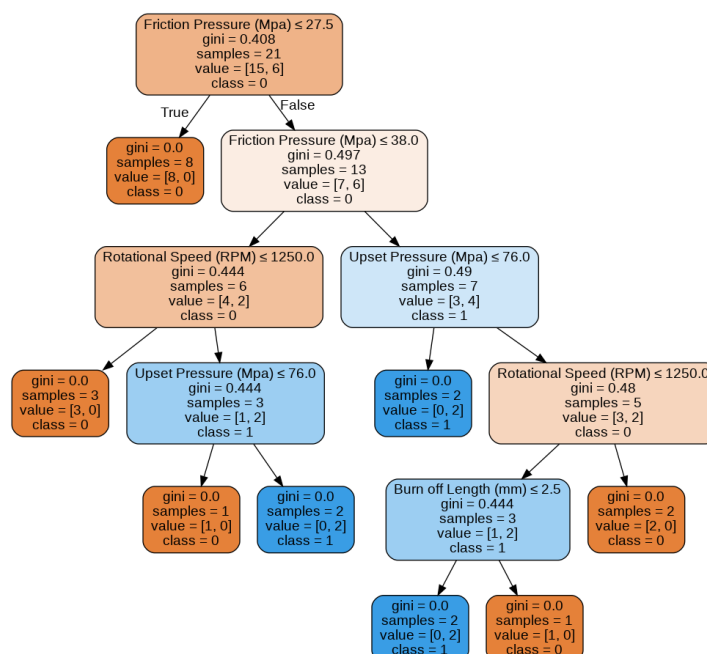 Friction Pressure (Mpa) ≤ 27.5
gini = 0.408
samples = 21
value = [15, 6]
class = 0
True
False
gini = 0.0
samples = 8
value = [8, 0]
class = 0
Friction Pressure (Mpa) ≤ 38.0
gini = 0.497
samples = 13
value = [7, 6]
class = 0
Rotational Speed (RPM) ≤ 1250.0
gini = 0.444
samples = 6
value = [4, 2]
class = 0
Upset Pressure (Mpa) ≤ 76.0
gini = 0.49
samples = 7
value = [3, 4]
class = 1
gini = 0.0
samples = 3
value = [3, 0]
class = 0
Upset Pressure (Mpa) ≤ 76.0
gini = 0.444
samples = 3
value = [1, 2]
class = 1
gini = 0.0
samples = 2
value = [0, 2]
class = 1
Rotational Speed (RPM) ≤ 1250.0
gini = 0.48
samples = 5
value = [3, 2]
class = 0
gini = 0.0
samples = 1
value = [1, 0]
class = 0
gini = 0.0
samples = 2
value = [0, 2]
class = 1
Burn off Length (mm) ≤ 2.5
gini = 0.444
samples = 3
value = [1, 2]
class = 1
gini = 0.0
samples = 2
value = [2, 0]
class = 0
gini = 0.0
samples = 2
value = [0, 2]
class = 1
gini = 0.0
samples = 1
value = [1, 0]
class = 0